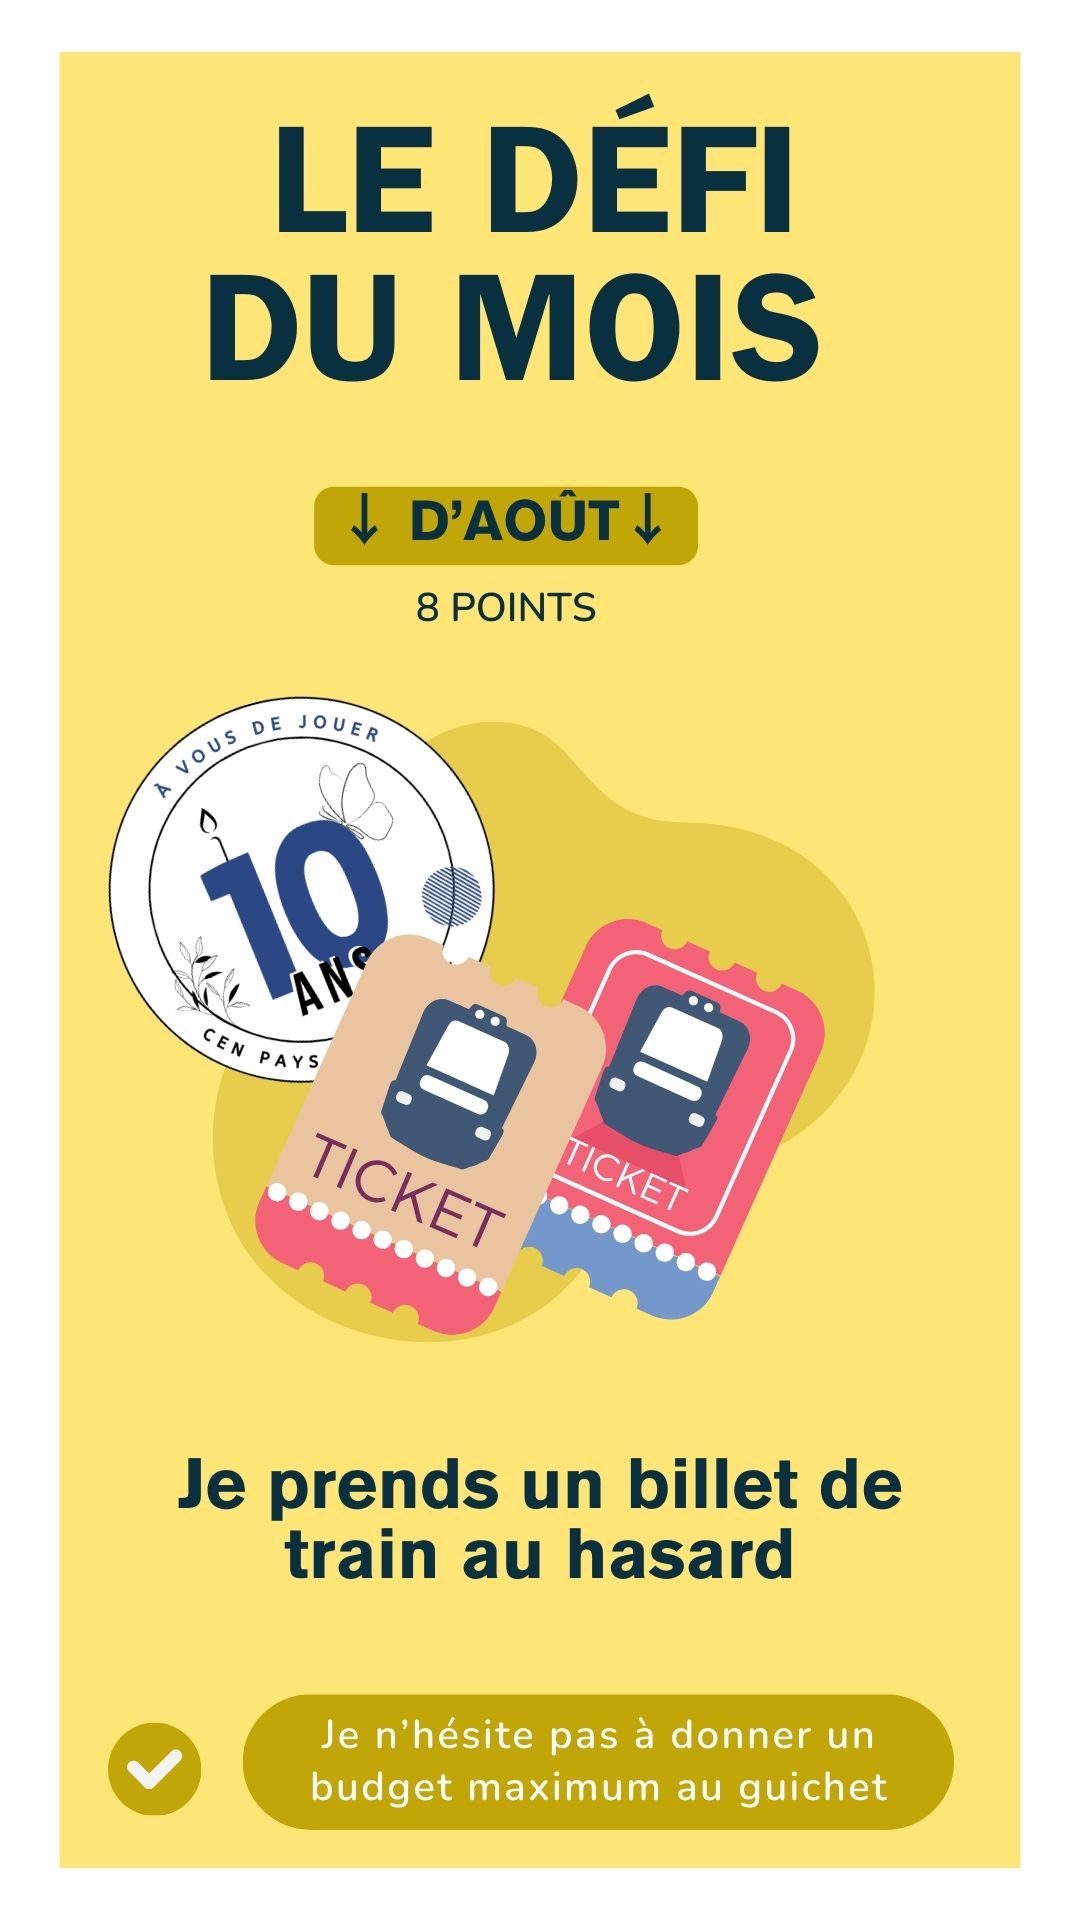 LE DÉFI
DU MOIS
↓ D’AOÛT ↓
8 POINTS
À VOUS DE JOUER
10
ANS
CEN PAYS
TICKET
TICKET
Je prends un billet de
train au hasard
Je n’hésite pas à donner un
budget maximum au guichet